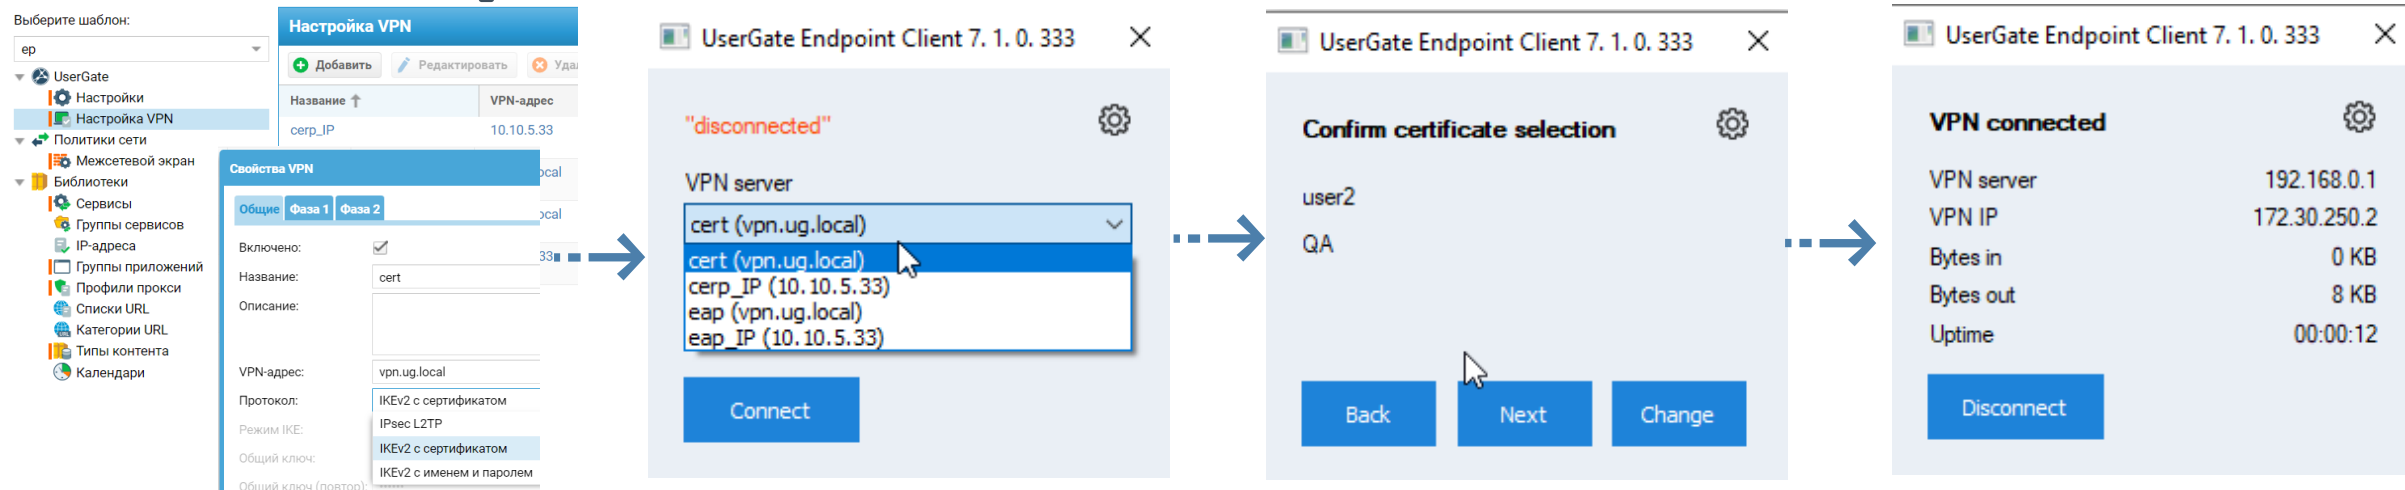 Выберите шаблон:
ep
UserGate
Настройки
Настройка VPN
Политики сети
Межсетевой экран
Библиотеки
Сервисы
Группы сервисов
IP-адреса
Группы приложений
Профили прокси
Списки URL
Категории URL
Типы контента
Календари
Настройка VPN
Добавить Редактировать Удал
Название VPN-адрес
cerp_IP 10.10.5.33
ocal
ocal
33
Свойства VPN
Общие Фаза 1 Фаза 2
Включено:
Название: cert
Описание:
VPN-адрес: vpn.ug.local
Протокол: IKEv2 с сертификатом
IPsec L2TP
IKEv2 с сертификатом
IKEv2 с именем и паролем
Режим IKE:
Общий ключ:
Общий ключ (повтор):
UserGate Endpoint Client 7.1.0.333
"disconnected"
VPN server
cert (vpn.ug.local)
cert (vpn.ug.local)
cerp_IP (10.10.5.33)
eap (vpn.ug.local)
eap_IP (10.10.5.33)
Connect
UserGate Endpoint Client 7.1.0.333
Confirm certificate selection
user2
QA
Back Next Change
UserGate Endpoint Client 7.1.0.333
VPN connected
VPN server 192.168.0.1
VPN IP 172.30.250.2
Bytes in 0 KB
Bytes out 8 KB
Uptime 00:00:12
Disconnect